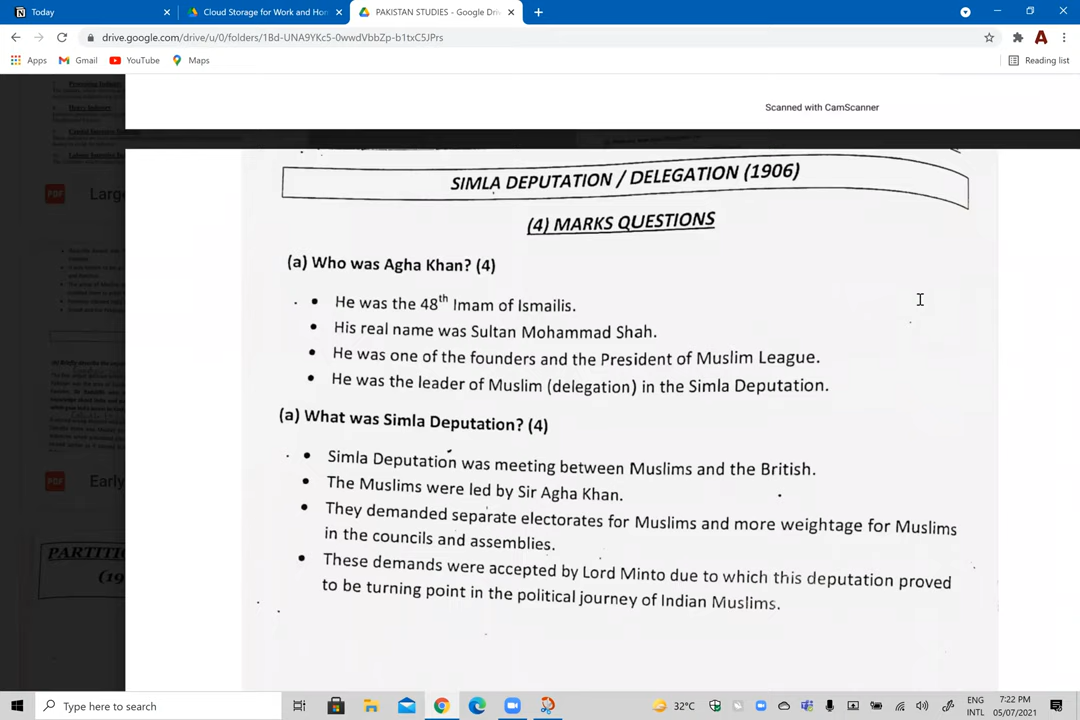 Today
Cloud Storage for Work and Hom
PAKISTAN STUDIES - Google Driv
drive.google.com/drive/u/0/folders/1Bd-UNA9YKc5-0wwdVbbZp-b1txC5JPrs
Apps Gmail YouTube Maps Reading list
Scanned with CamScanner
SIMLA DEPUTATION / DELEGATION (1906)
(4) MARKS QUESTIONS
(a) Who was Agha Khan? (4)
• He was the 48th Imam of Ismailis.
• His real name was Sultan Mohammad Shah.
• He was one of the founders and the President of Muslim League.
• He was the leader of Muslim (delegation) in the Simla Deputation.
(a) What was Simla Deputation? (4)
• Simla Deputation was meeting between Muslims and the British.
• The Muslims were led by Sir Agha Khan.
• They demanded separate electorates for Muslims and more weightage for Muslims
in the councils and assemblies.
• These demands were accepted by Lord Minto due to which this deputation proved
to be turning point in the political journey of Indian Muslims.
PDF Large
PDF Early
PARTITI
(19
Type here to search
32°C
ENG
INTL
7:22 PM
05/07/2021